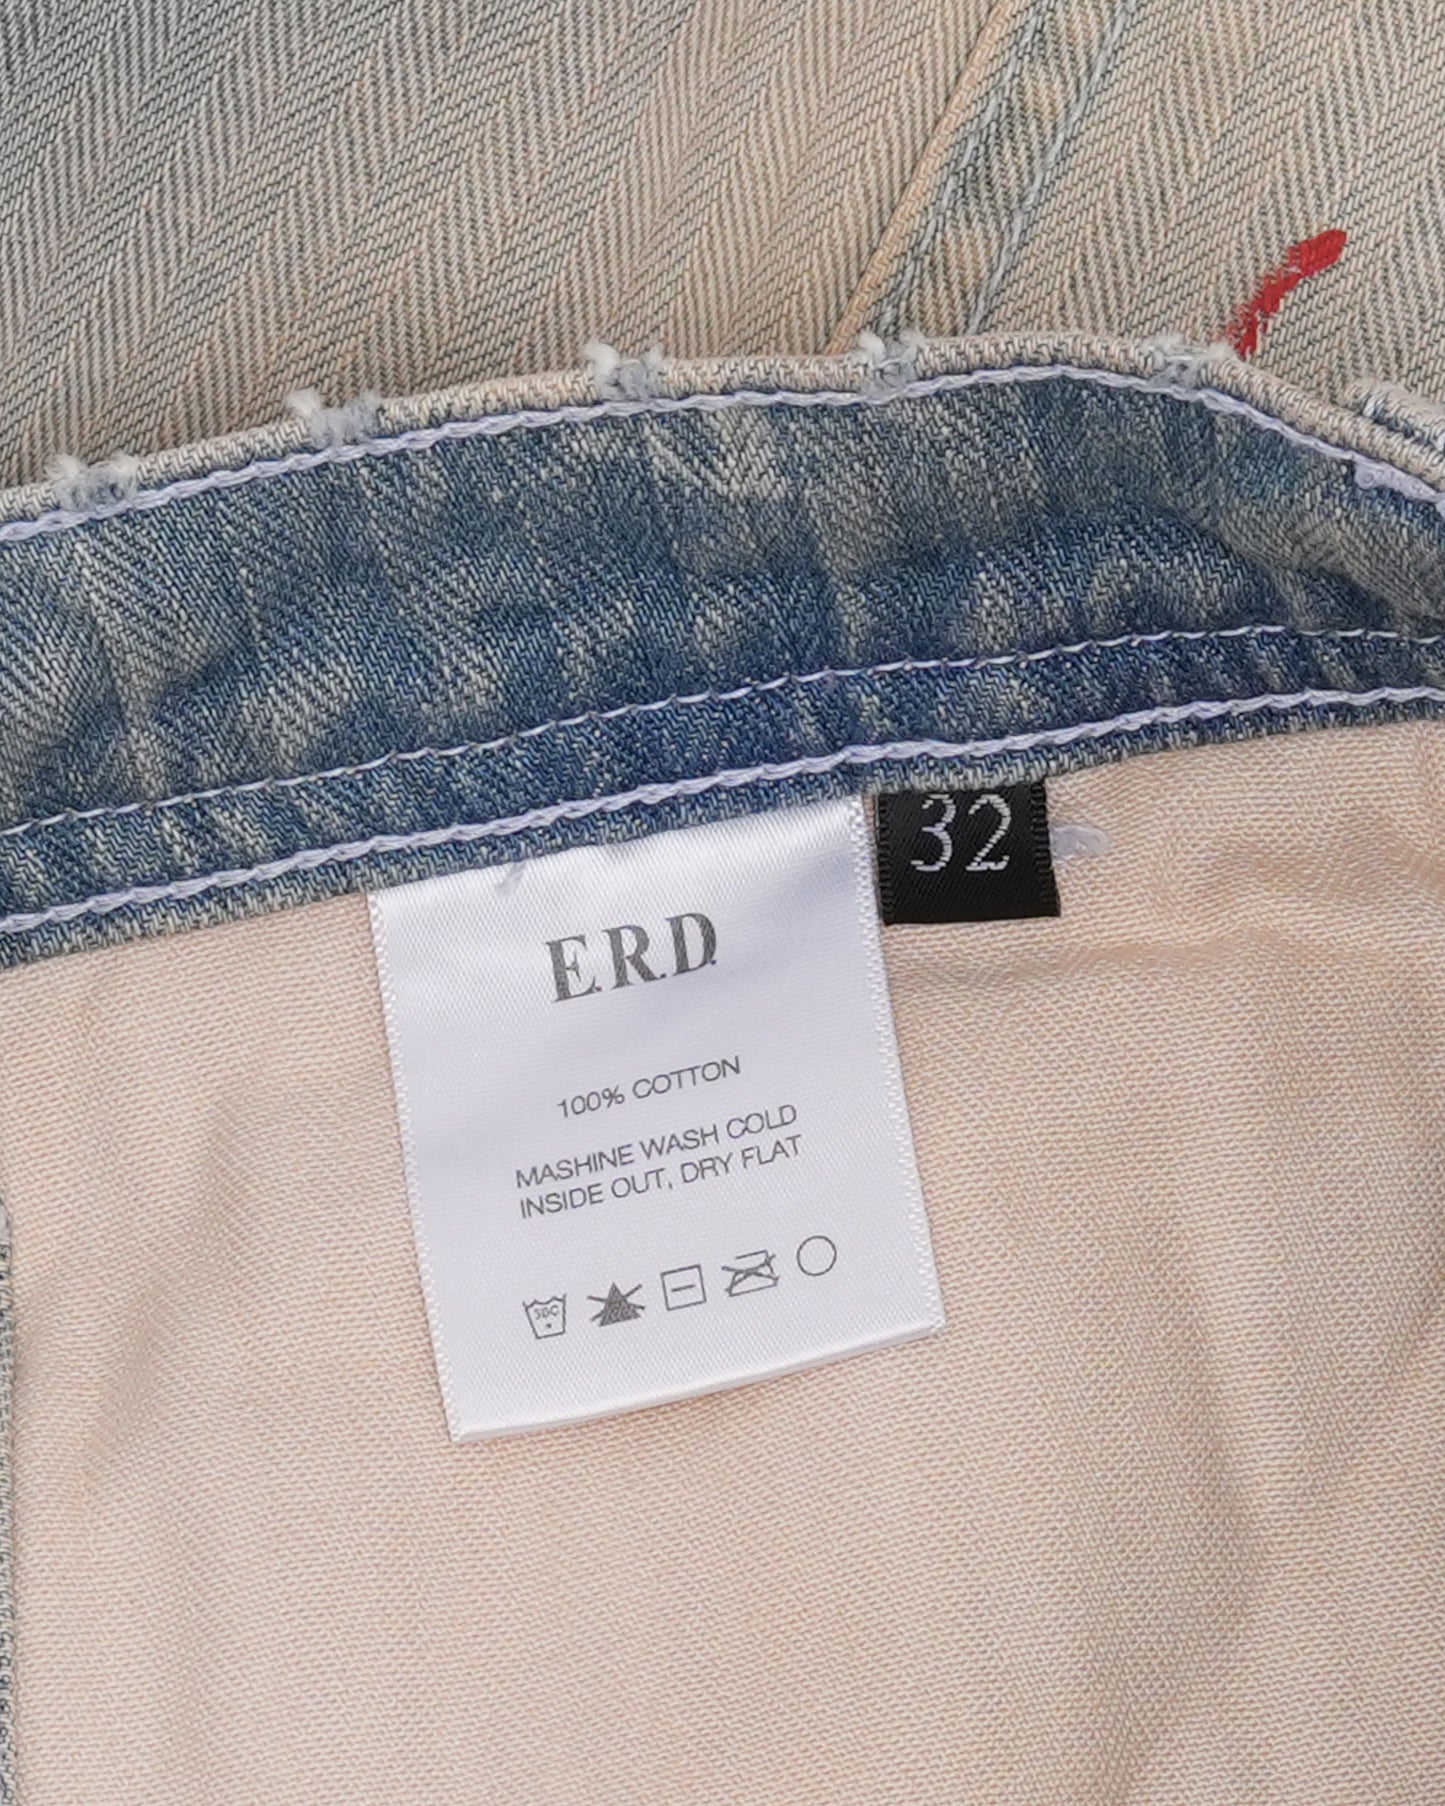 32
E.R.D.
100% COTTON
MASHINE WASH COLD
INSIDE OUT, DRY FLAT